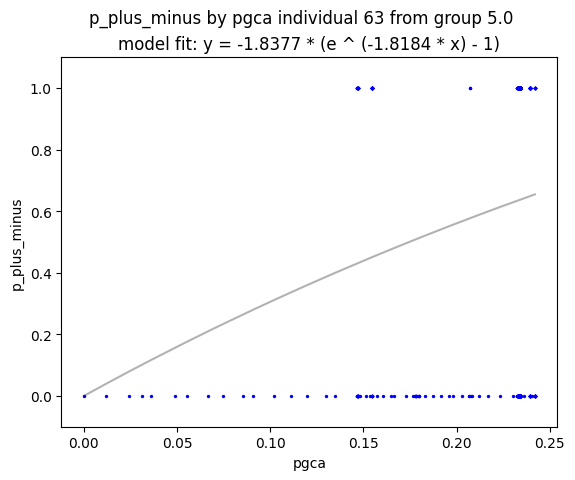 p_plus_minus by pgca individual 63 from group 5.0
model fit: y = -1.8377 * (e ^ (-1.8184 * x) - 1)
1.0
0.8
0.6
0.4
0.2
0.0
p_plus_minus
0.00 0.05 0.10 0.15 0.20 0.25
pgca